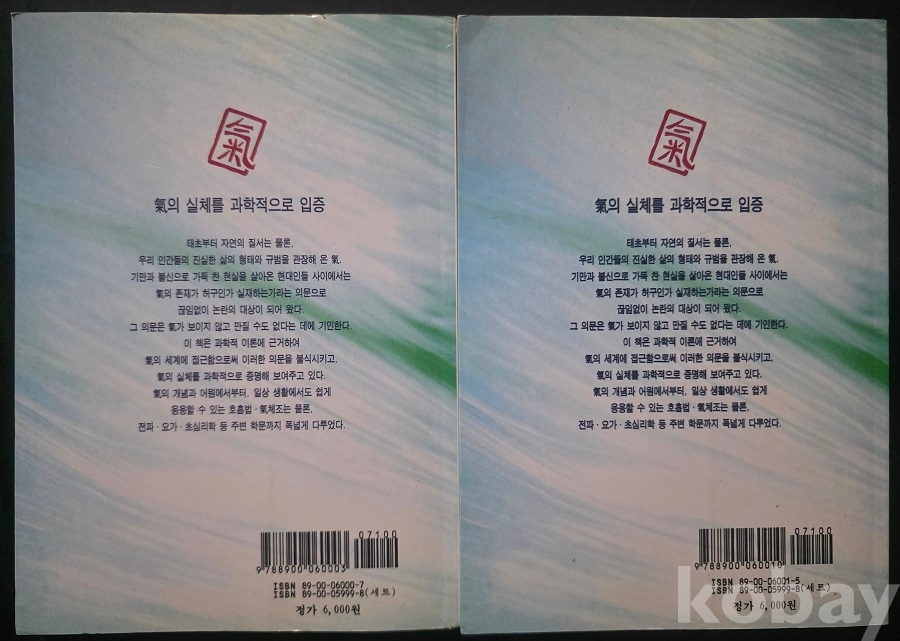 氣
氣의 실체를 과학적으로 입증
태초부터 자연의 질서는 물론,
우리 인간들의 진실한 삶의 형태와 규범을 관장해 온 氣.
기만과 불신으로 가득 찬 현실을 살아온 현대인들 사이에서는
氣의 존재가 허구인가 실재하는가라는 의문으로
끊임없이 논란의 대상이 되어 왔다.
그 의문은 氣가 보이지 않고 만질 수도 없다는 데에 기인한다.
이 책은 과학적 이론에 근거하여
氣의 세계에 접근함으로써 이러한 의문을 불식시키고,
氣의 실체를 과학적으로 증명해 보여주고 있다.
氣의 개념과 어원에서부터, 일상 생활에서도 쉽게
응용할 수 있는 호흡법·氣체조는 물론,
전파·요가·초심리학 등 주변 학문까지 폭넓게 다루었다.
07100
9 788900 060003
ISBN 89-00-06000-7
ISBN 89-00-05999-8(세트)
정가 6,000원
氣
氣의 실체를 과학적으로 입증
태초부터 자연의 질서는 물론,
우리 인간들의 진실한 삶의 형태와 규범을 관장해 온 氣.
기만과 불신으로 가득 찬 현실을 살아온 현대인들 사이에서는
氣의 존재가 허구인가 실재하는가라는 의문으로
끊임없이 논란의 대상이 되어 왔다.
그 의문은 氣가 보이지 않고 만질 수도 없다는 데에 기인한다.
이 책은 과학적 이론에 근거하여
氣의 세계에 접근함으로써 이러한 의문을 불식시키고,
氣의 실체를 과학적으로 증명해 보여주고 있다.
氣의 개념과 어원에서부터, 일상 생활에서도 쉽게
응용할 수 있는 호흡법·氣체조는 물론,
전파·요가·초심리학 등 주변 학문까지 폭넓게 다루었다.
07100
9 788900 060010
ISBN 89-00-06001-5
ISBN 89-00-05999-8(세트)
정가 6,000원
kobay